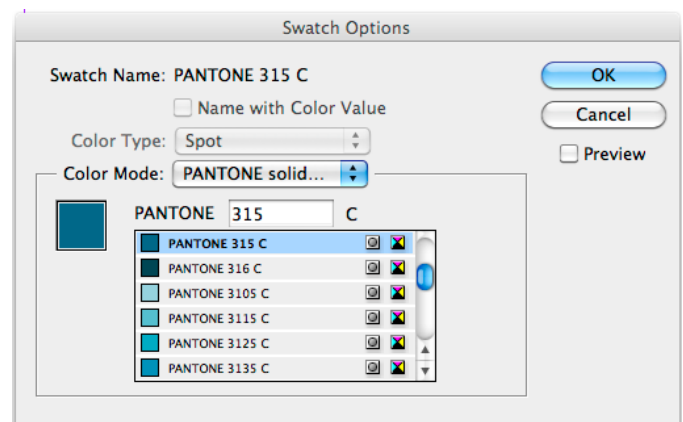 Swatch Options
Swatch Name: PANTONE 315 C
OK
Name with Color Value
Cancel
Color Type: Spot
Preview
Color Mode: PANTONE solid...
PANTONE 315 C
PANTONE 315 C
PANTONE 316 C
PANTONE 3105 C
PANTONE 3115 C
PANTONE 3125 C
PANTONE 3135 C